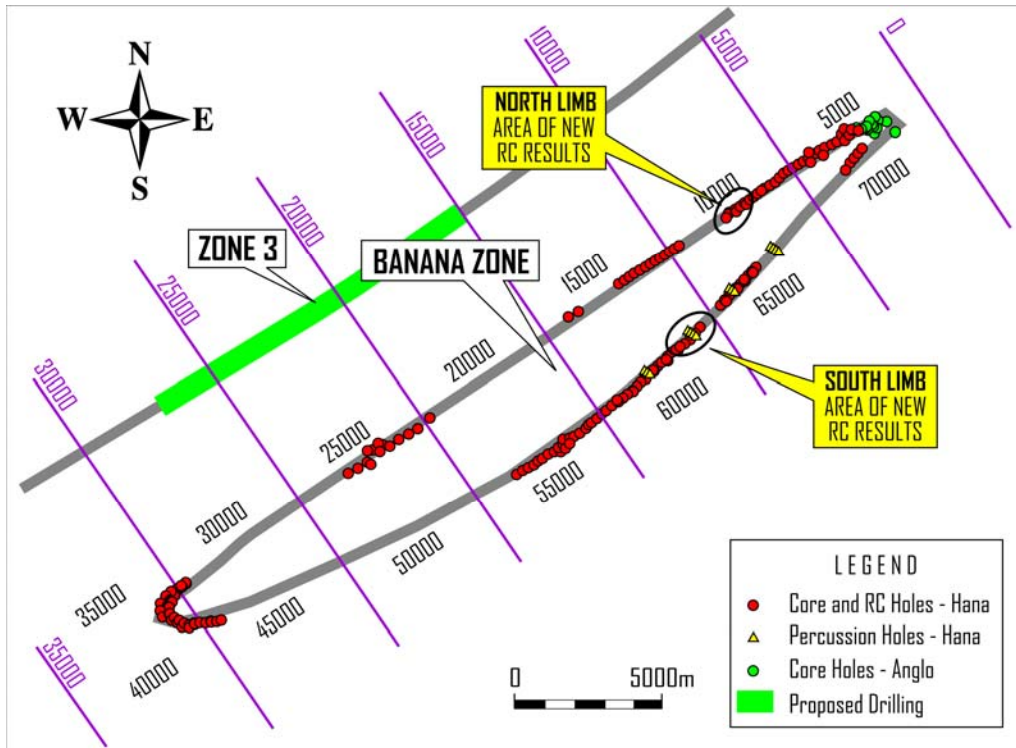 N
W E
S
0
5000
10000
15000
20000
25000
30000
35000
NORTH LIMB
AREA OF NEW
RC RESULTS
ZONE 3
BANANA ZONE
SOUTH LIMB
AREA OF NEW
RC RESULTS
5000
10000
15000
20000
25000
30000
35000
40000
45000
50000
55000
60000
65000
70000
0 5000m
LEGEND
Core and RC Holes - Hana
Percussion Holes - Hana
Core Holes - Anglo
Proposed Drilling